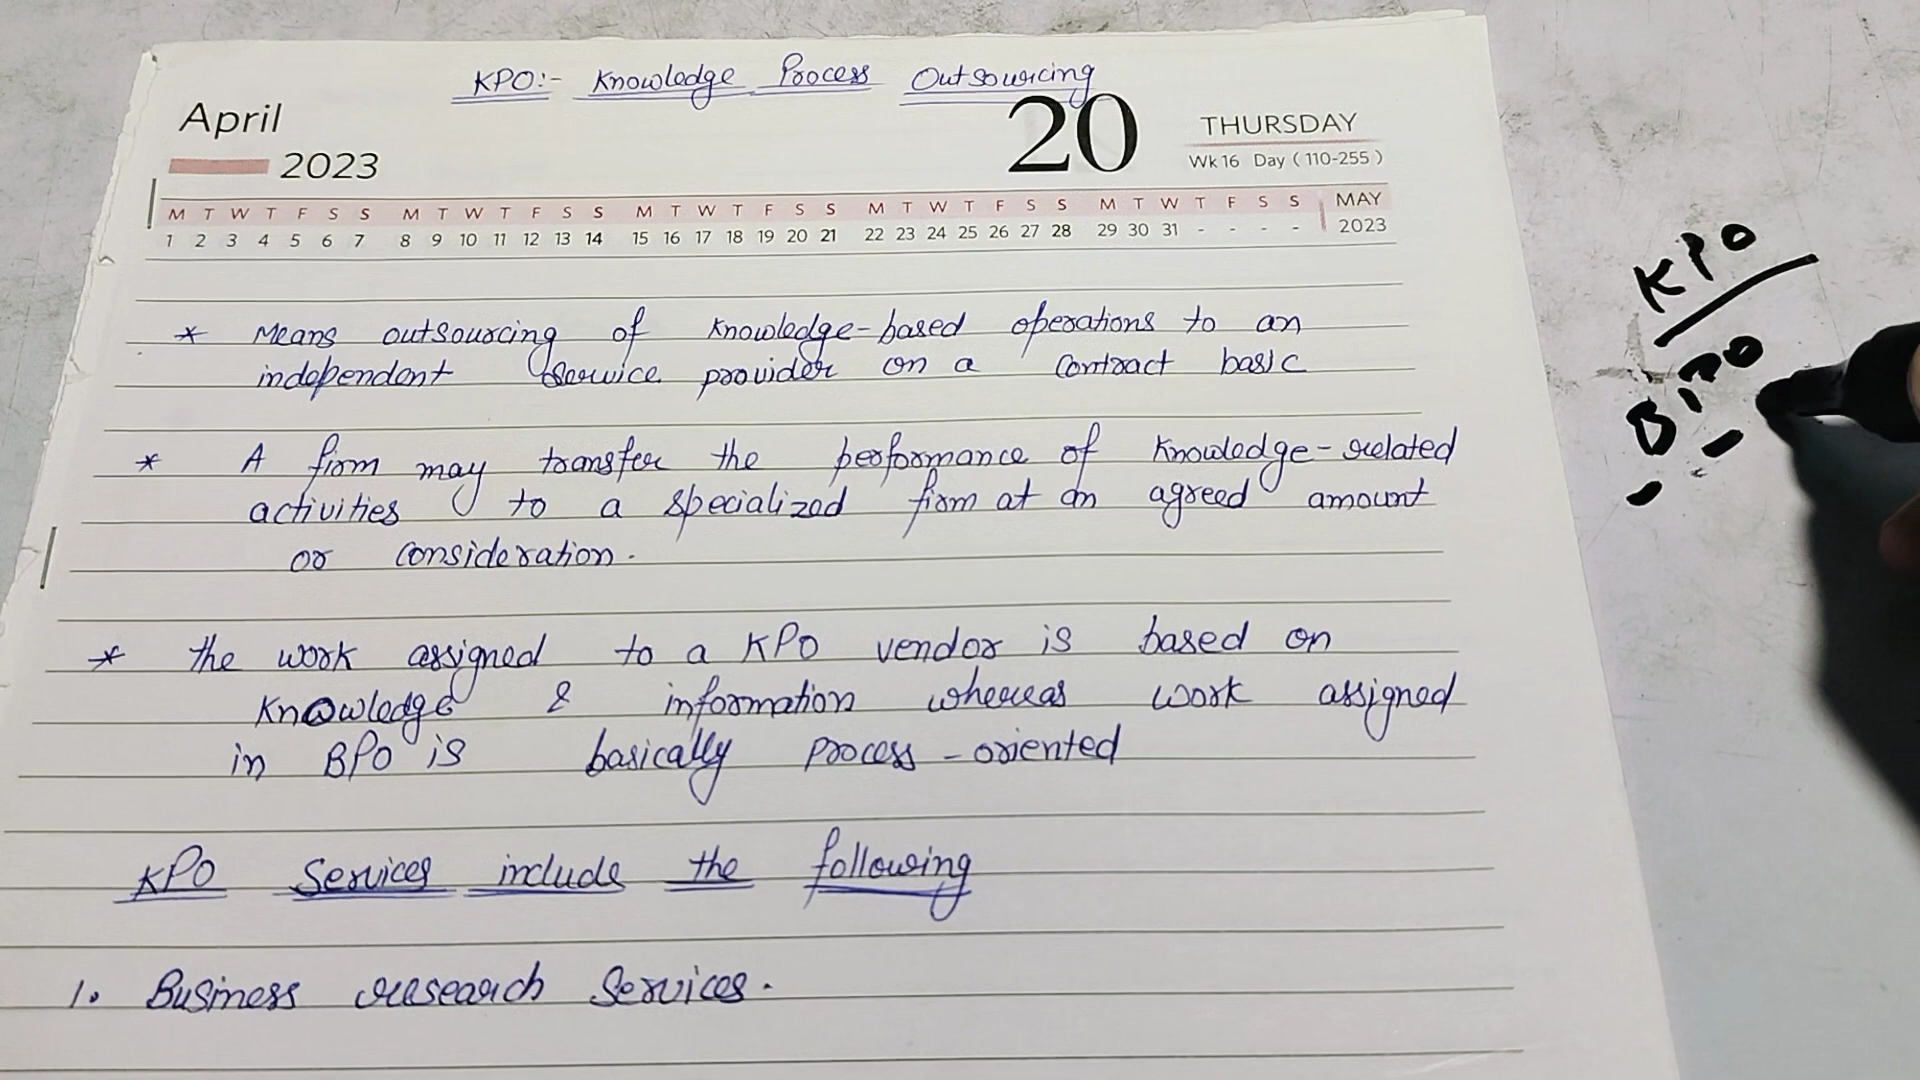 KPO:- Knowledge Process Outsourcing
April
2023
20
THURSDAY
Wk 16 Day (110-255)
M T W T F S S M T W T F S S M T W T F S S M T W T F S S M T W T F S S MAY
1 2 3 4 5 6 7 8 9 10 11 12 13 14 15 16 17 18 19 20 21 22 23 24 25 26 27 28 29 30 31 - - - - 2023
* Means outsourcing of knowledge-based operations to an
independent service provider on a contract basic
* A firm may transfer the performance of knowledge-related
activities to a specialized firm at an agreed amount
or consideration.
* the work assigned to a KPO vendor is based on
Knowledge & information whereas work assigned
in BPO is basically process-oriented
KPO Services include the following
1. Business research Services.
KPO
BPO